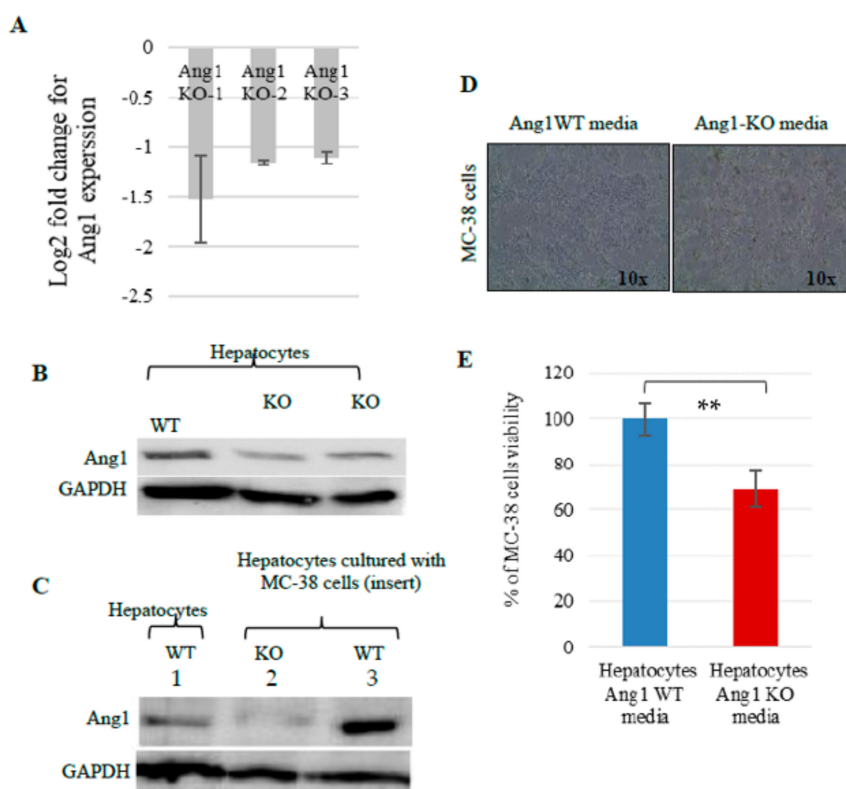 A
0
-0.5
-1
-1.5
-2
-2.5
Log2 fold change for
Ang1 experssion
Ang1
KO-1
Ang1
KO-2
Ang1
KO-3
B
Hepatocytes
WT
KO
KO
Ang1
GAPDH
C
Hepatocytes
Hepatocytes cultured with
MC-38 cells (insert)
WT
1
KO
2
WT
3
Ang1
GAPDH
D
Ang1WT media
Ang1-KO media
MC-38 cells
10x
10x
E
% of MC-38 cells viability
120
100
80
60
40
20
0
**
Hepatocytes
Ang1 WT
media
Hepatocytes
Ang1 KO
media